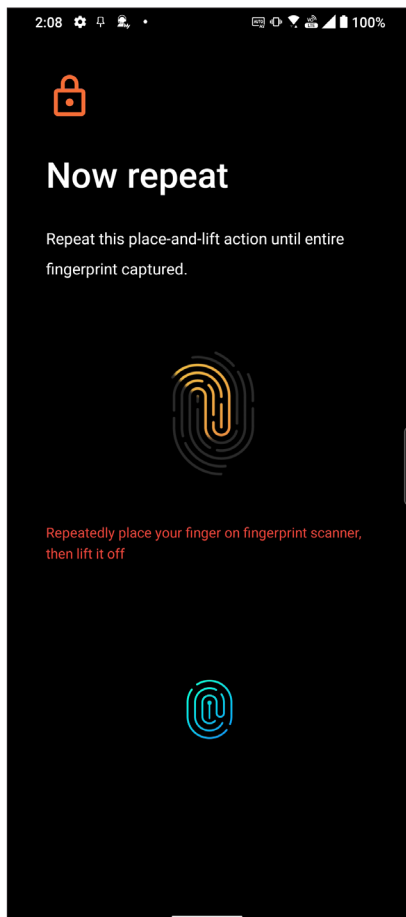 2:08 100%
Now repeat
Repeat this place-and-lift action until entire
fingerprint captured.
Repeatedly place your finger on fingerprint scanner,
then lift it off